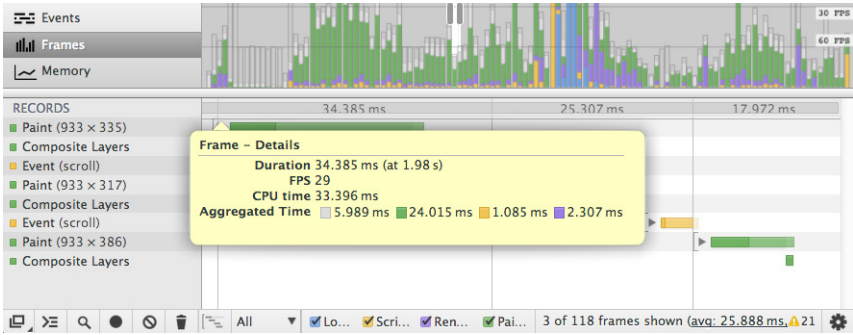 Events
30 FPS
Frames
60 FPS
Memory
RECORDS
34.385 ms
25.307 ms
17.972 ms
Paint (933 × 335)
Composite Layers
Event (scroll)
Paint (933 × 317)
Composite Layers
Event (scroll)
Paint (933 × 386)
Composite Layers
Frame – Details
Duration 34.385 ms (at 1.98 s)
FPS 29
CPU time 33.396 ms
Aggregated Time 5.989 ms 24.015 ms 1.085 ms 2.307 ms
All Lo... Scri... Ren... Pai... 3 of 118 frames shown (avg: 25.888 ms, 21